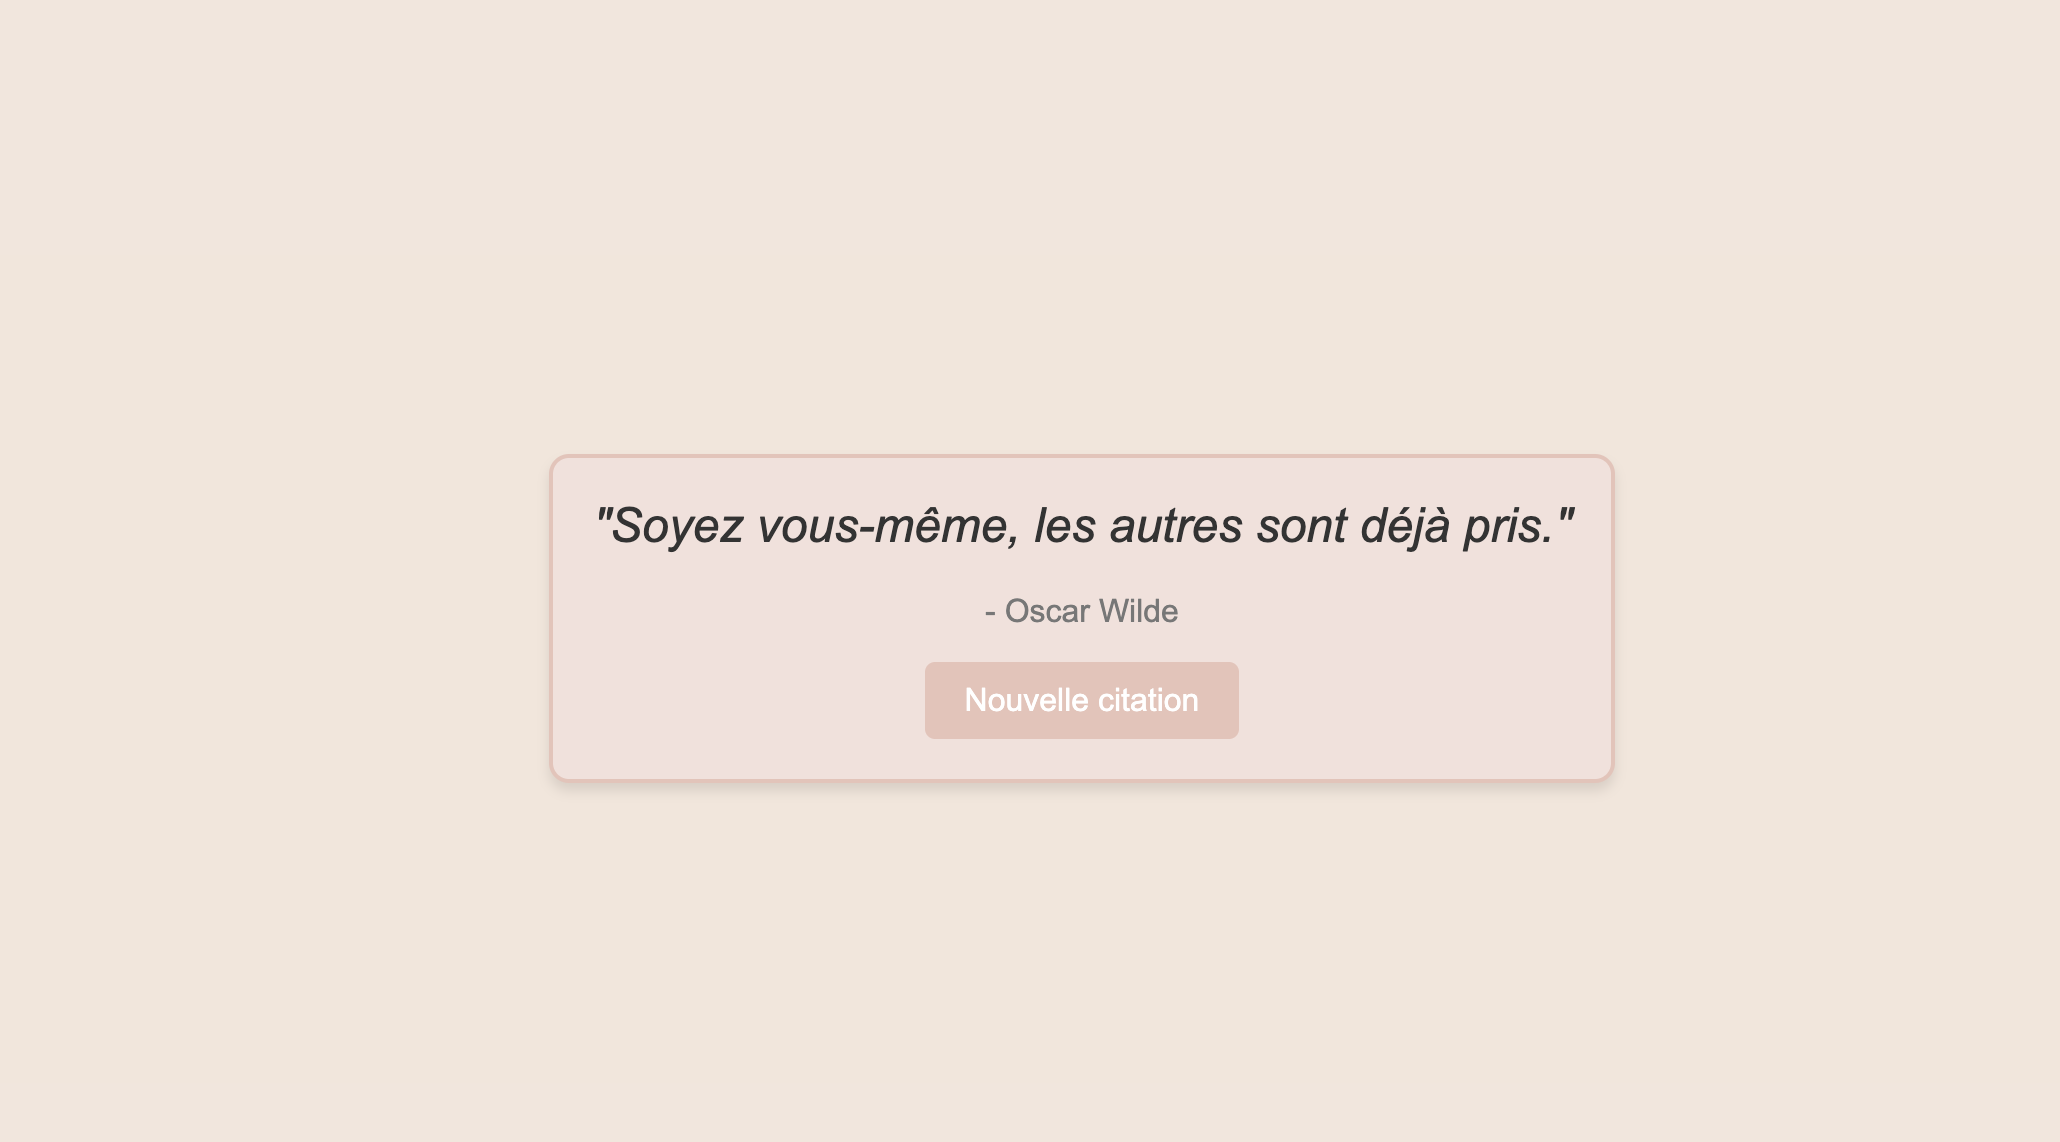 "Soyez vous-même, les autres sont déjà pris."
- Oscar Wilde
Nouvelle citation